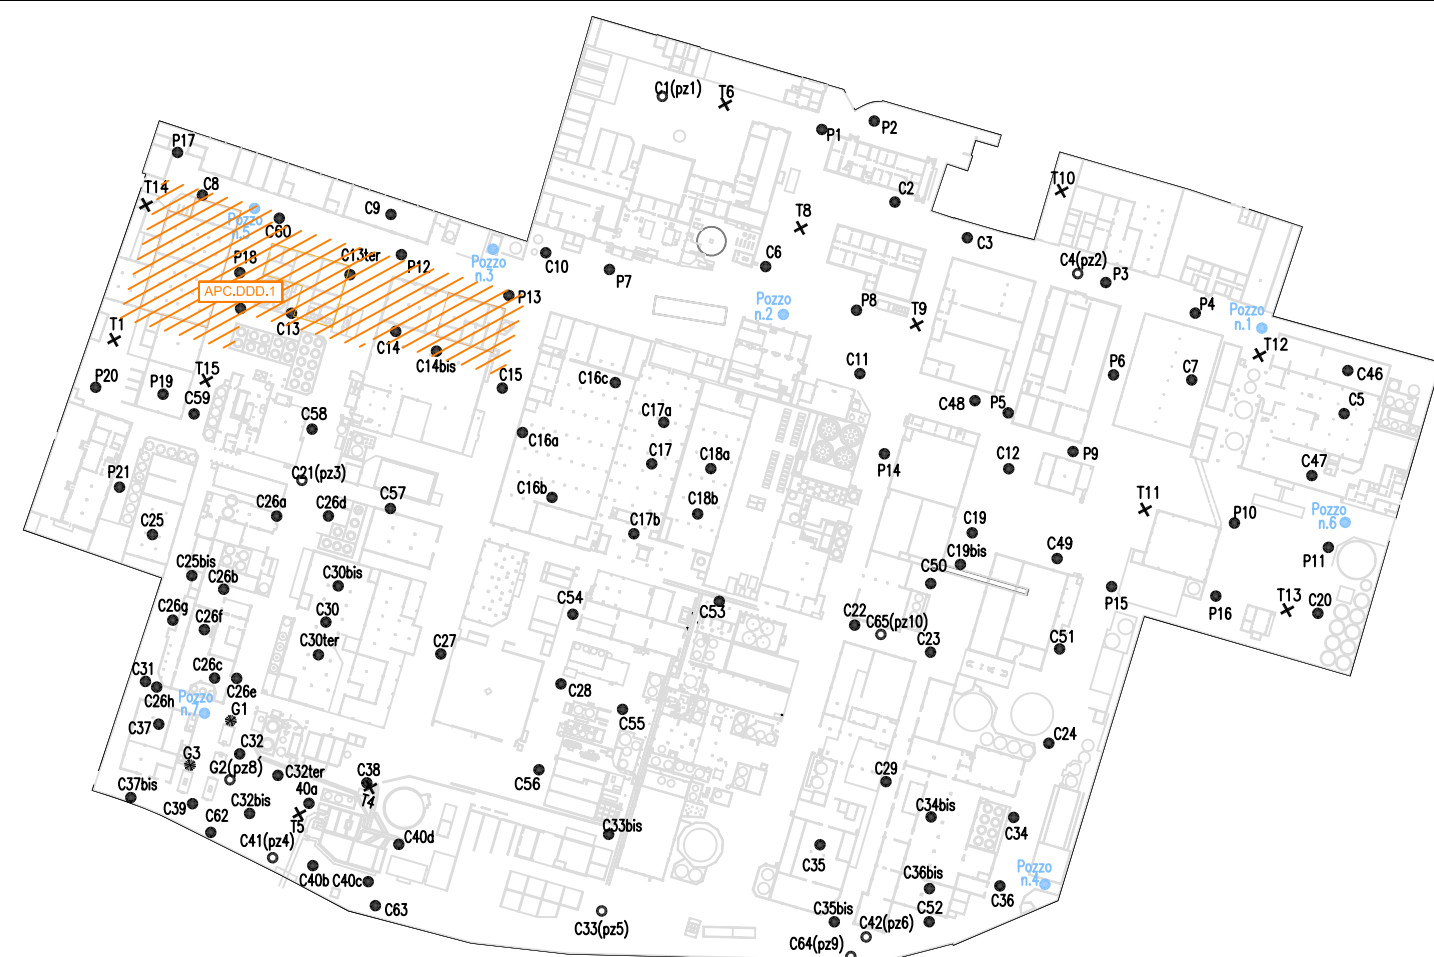 C1(pz1)
T6
P1
P2
P17
T14
C8
Pozzo
n.5
C60
C9
C2
T10
T8
C3
C6
C4(pz2)
P3
P18
C13ter
P12
Pozzo
n.3
C10
P7
APC.DDD.1
P13
Pozzo
n.2
P8
T9
P4
Pozzo
n.1
T12
T1
C13
C14
C14bis
C11
P6
C7
C46
P20
P19
T15
C59
C15
C16c
C48
P5
C5
C58
C17a
C16a
C17
C18a
P14
C12
P9
C47
P21
C21(pz3)
C26a
C26d
C57
C16b
C18b
C17b
T11
P10
Pozzo
n.6
P11
C25
C19
C19bis
C49
C50
C25bis
C26b
C30bis
C54
C53
P15
P16
T13
C20
C26g
C26f
C30
C30ter
C27
C22
C65(pz10)
C23
C51
C31
C26c
C26h
C26e
Pozzo
n.7
G1
C28
C55
C37
G3
C32
G2(pz8)
C32ter
C38
T4
C56
C24
C29
C37bis
C39
C62
C32bis
40a
T5
C41(pz4)
C40d
C33bis
C34bis
C34
C35
C40b
C40c
C63
C36bis
C36
Pozzo
n.4
C33(pz5)
C35bis
C42(pz6)
C52
C64(pz9)